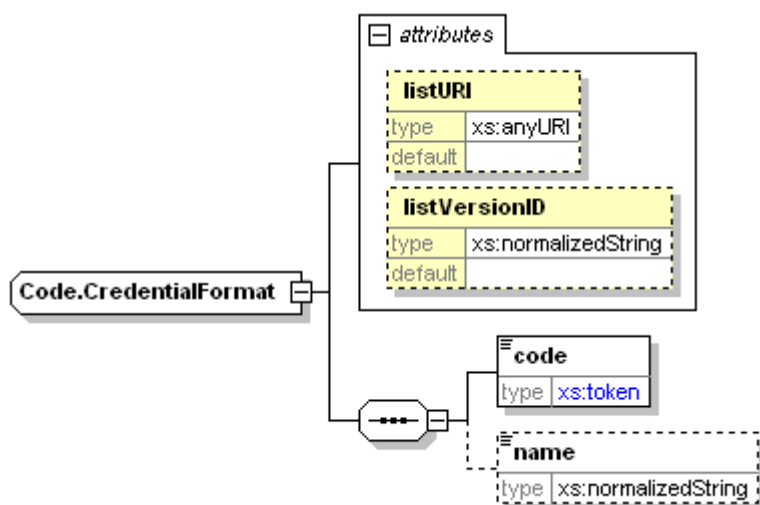 attributes
listURI
type xs:anyURI
default
listVersionID
type xs:normalizedString
default
Code.CredentialFormat
code
type xs:token
name
type xs:normalizedString